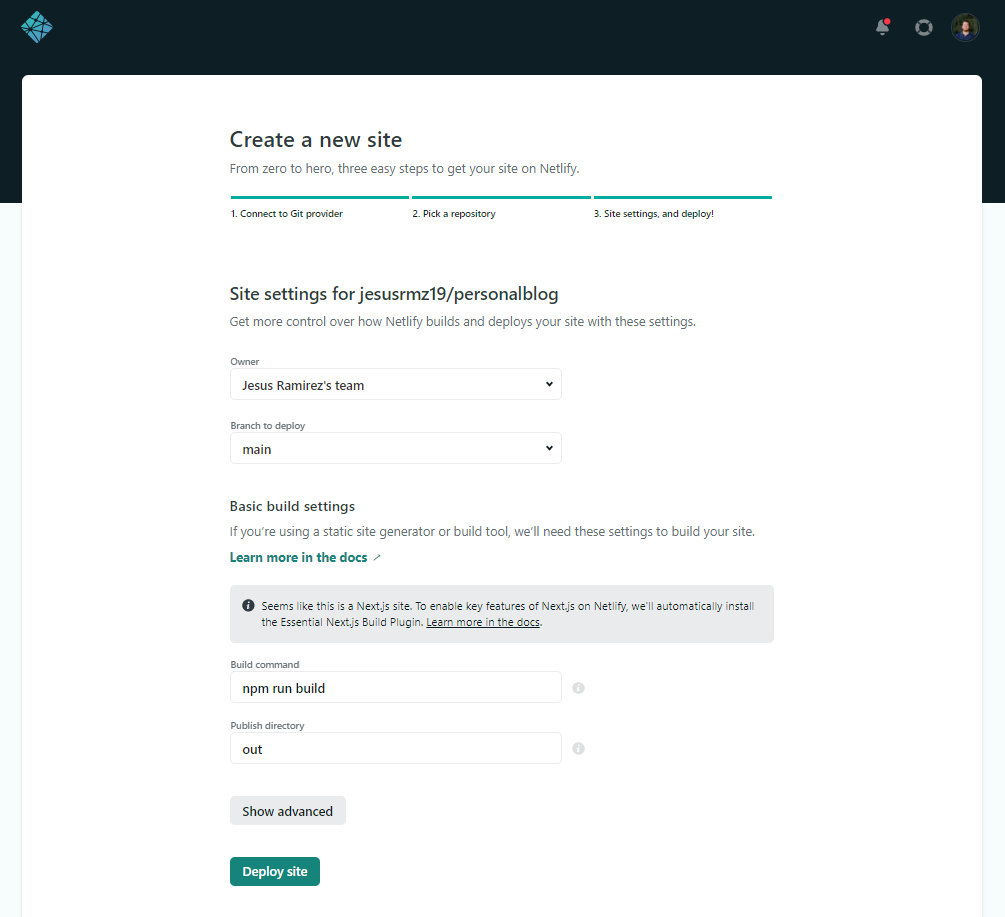 Create a new site
From zero to hero, three easy steps to get your site on Netlify.
1. Connect to Git provider
2. Pick a repository
3. Site settings, and deploy!
Site settings for jesusrmz19/personalblog
Get more control over how Netlify builds and deploys your site with these settings.
Owner
Jesus Ramirez's team
Branch to deploy
main
Basic build settings
If you’re using a static site generator or build tool, we’ll need these settings to build your site.
Learn more in the docs ↗
Seems like this is a Next.js site. To enable key features of Next.js on Netlify, we'll automatically install
the Essential Next.js Build Plugin. Learn more in the docs.
Build command
npm run build
Publish directory
out
Show advanced
Deploy site